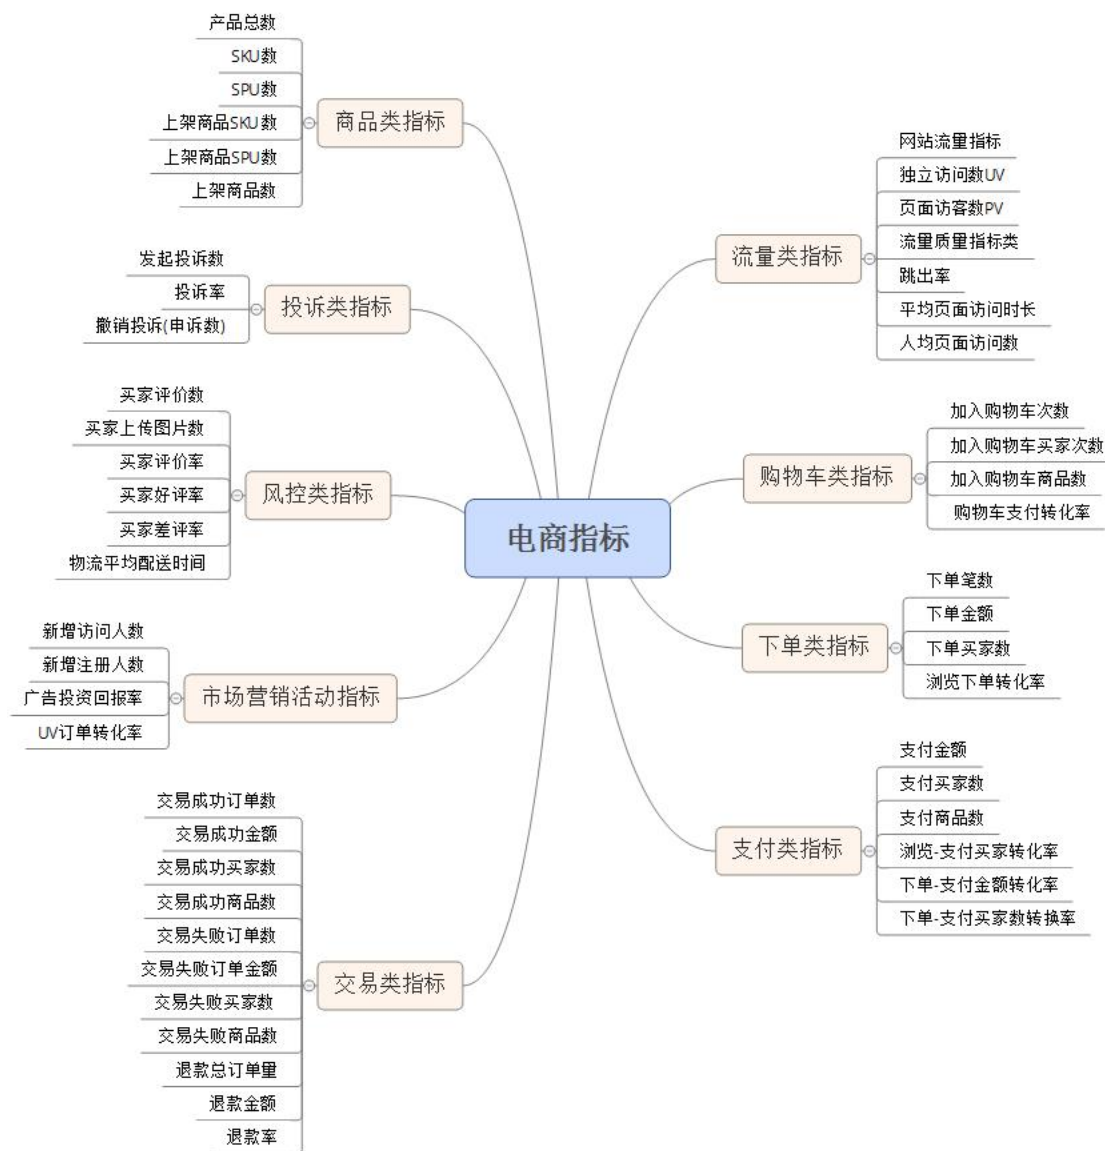 电商指标
商品类指标
产品总数
SKU数
SPU数
上架商品SKU数
上架商品SPU数
上架商品数
投诉类指标
发起投诉数
投诉率
撤销投诉(申诉数)
风控类指标
买家评价数
买家上传图片数
买家评价率
买家好评率
买家差评率
物流平均配送时间
市场营销活动指标
新增访问人数
新增注册人数
广告投资回报率
UV订单转化率
交易类指标
交易成功订单数
交易成功金额
交易成功买家数
交易成功商品数
交易失败订单数
交易失败订单金额
交易失败买家数
交易失败商品数
退款总订单量
退款金额
退款率
流量类指标
网站流量指标
独立访问数UV
页面访客数PV
流量质量指标类
跳出率
平均页面访问时长
人均页面访问数
购物车类指标
加入购物车次数
加入购物车买家次数
加入购物车商品数
购物车支付转化率
下单类指标
下单笔数
下单金额
下单买家数
浏览下单转化率
支付类指标
支付金额
支付买家数
支付商品数
浏览-支付买家转化率
下单-支付金额转化率
下单-支付买家数转换率